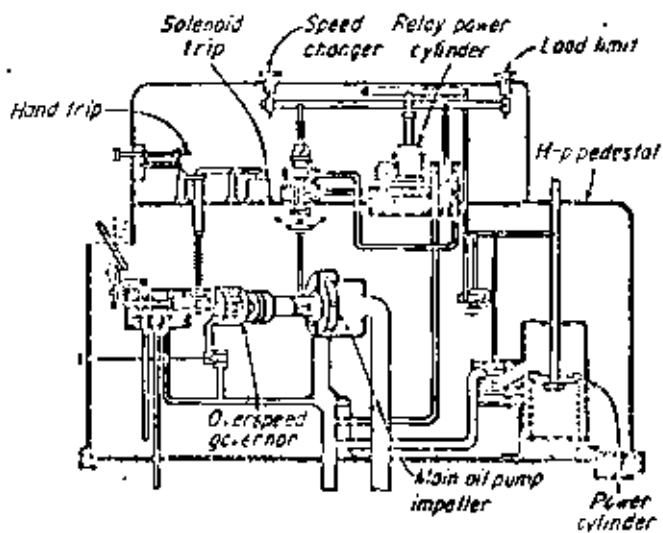 Solenoid
trip
Speed
changer
Relay power
cylinder
Load limit
Hand trip
H-p pedestal
Overspeed
governor
Main oil pump
impeller
Power
cylinder